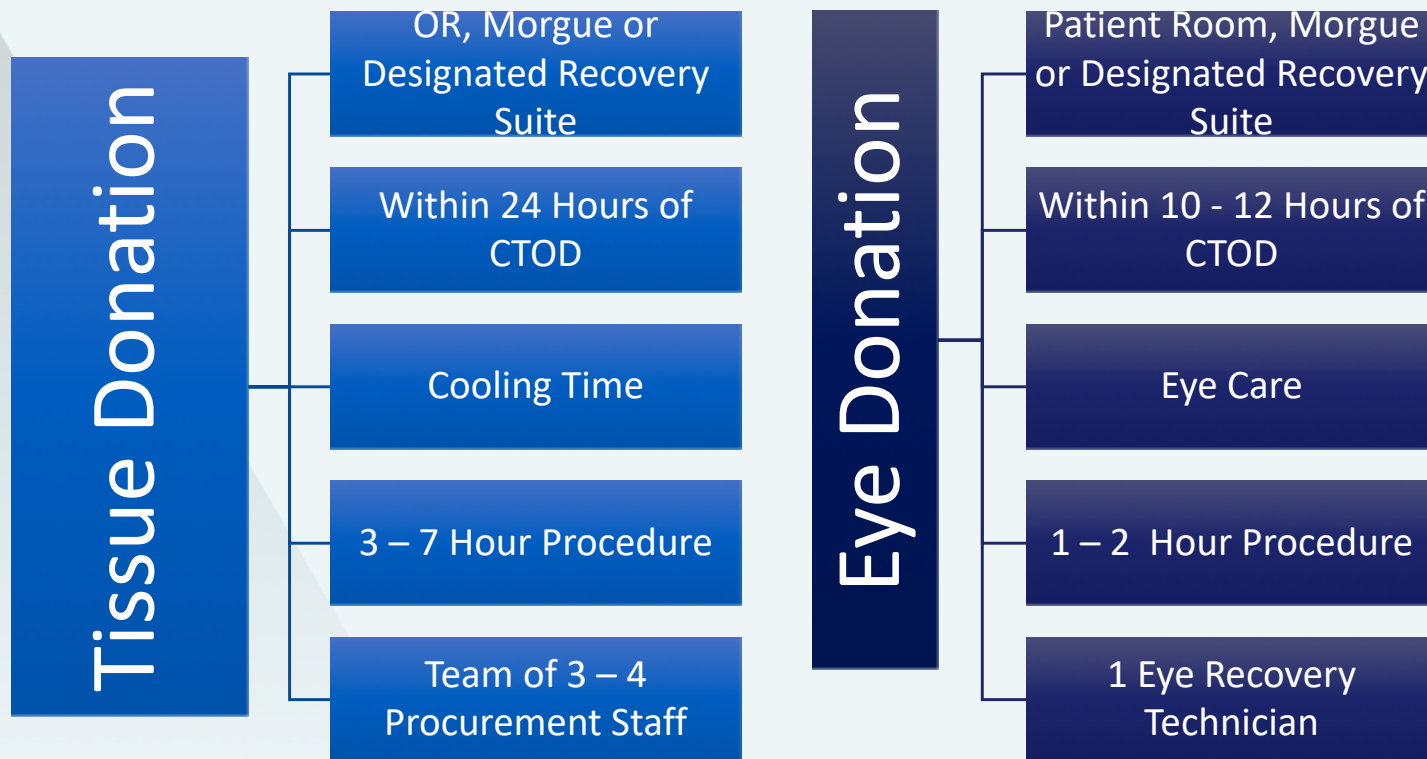 Tissue Donation
OR, Morgue or
Designated Recovery
Suite
Within 24 Hours of
CTOD
Cooling Time
3 – 7 Hour Procedure
Team of 3 – 4
Procurement Staff
Eye Donation
Patient Room, Morgue
or Designated Recovery
Suite
Within 10 - 12 Hours of
CTOD
Eye Care
1 – 2  Hour Procedure
1 Eye Recovery
Technician